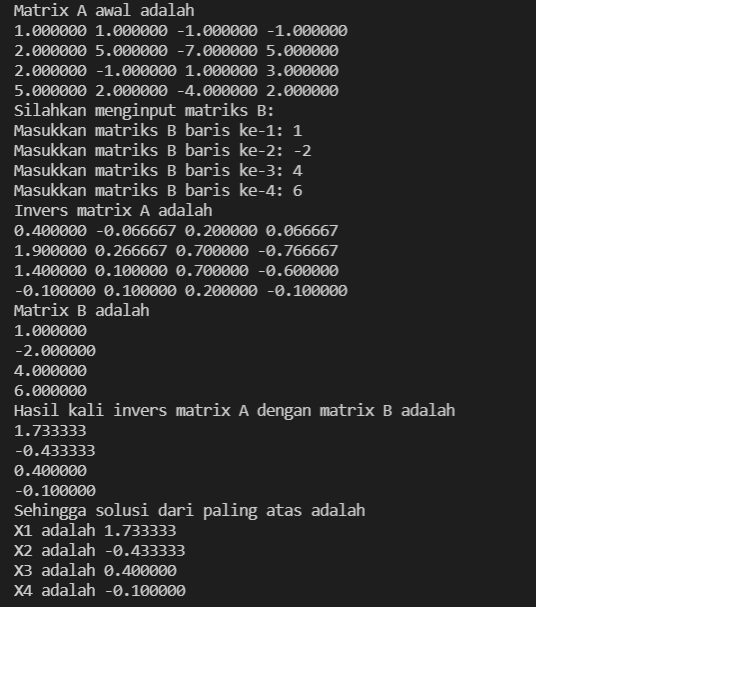 Matrix A awal adalah
1.000000 1.000000 -1.000000 -1.000000
2.000000 5.000000 -7.000000 5.000000
2.000000 -1.000000 1.000000 3.000000
5.000000 2.000000 -4.000000 2.000000
Silahkan menginput matriks B:
Masukkan matriks B baris ke-1: 1
Masukkan matriks B baris ke-2: -2
Masukkan matriks B baris ke-3: 4
Masukkan matriks B baris ke-4: 6
Invers matrix A adalah
0.400000 -0.066667 0.200000 0.066667
1.900000 0.266667 0.700000 -0.766667
1.400000 0.100000 0.700000 -0.600000
-0.100000 0.100000 0.200000 -0.100000
Matrix B adalah
1.000000
-2.000000
4.000000
6.000000
Hasil kali invers matrix A dengan matrix B adalah
1.733333
-0.433333
0.400000
-0.100000
Sehingga solusi dari paling atas adalah
X1 adalah 1.733333
X2 adalah -0.433333
X3 adalah 0.400000
X4 adalah -0.100000